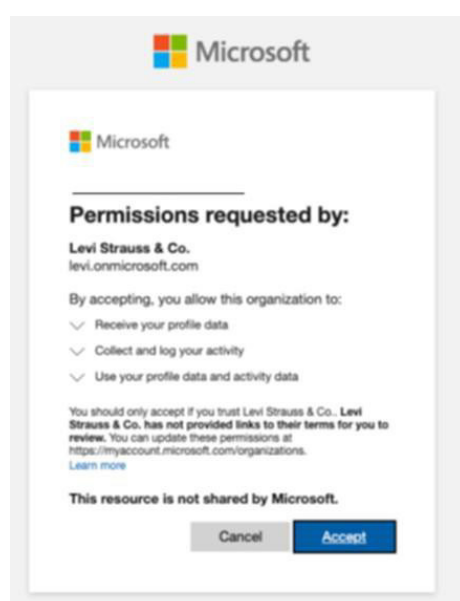 Microsoft
Microsoft
Permissions requested by:
Levi Strauss & Co.
levi.onmicrosoft.com
By accepting, you allow this organization to:
Receive your profile data
Collect and log your activity
Use your profile data and activity data
You should only accept if you trust Levi Strauss & Co.. Levi
Strauss & Co. has not provided links to their terms for you to
review. You can update these permissions at
https://myaccount.microsoft.com/organizations.
Learn more
This resource is not shared by Microsoft.
Cancel Accept